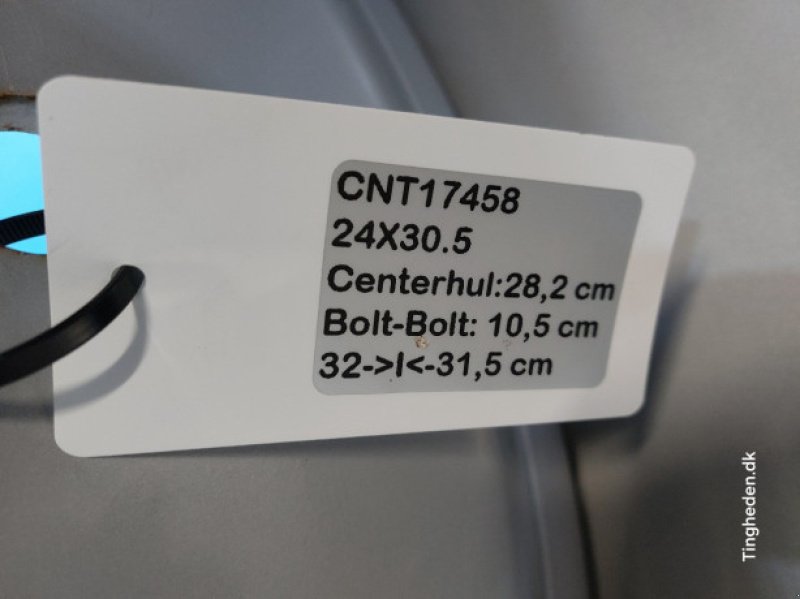 CNT17458
24X30.5
Centerhul:28,2 cm
Bolt-Bolt: 10,5 cm
32->I<-31,5 cm
Tingheden.dk